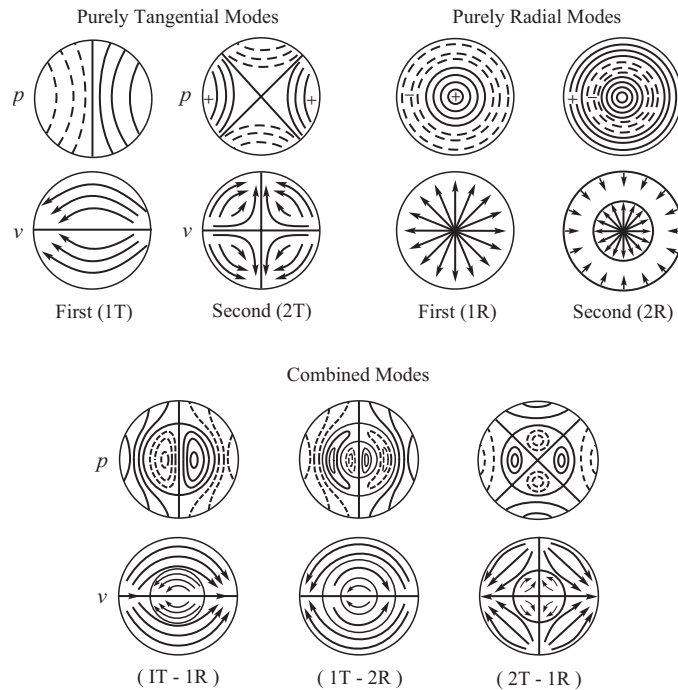 Purely Tangential Modes
Purely Radial Modes
p
+
+
p
−
+
+
−
v
v
First (1T)
Second (2T)
First (1R)
Second (2R)
Combined Modes
p
v
( IT - 1R )
( 1T - 2R )
( 2T - 1R )